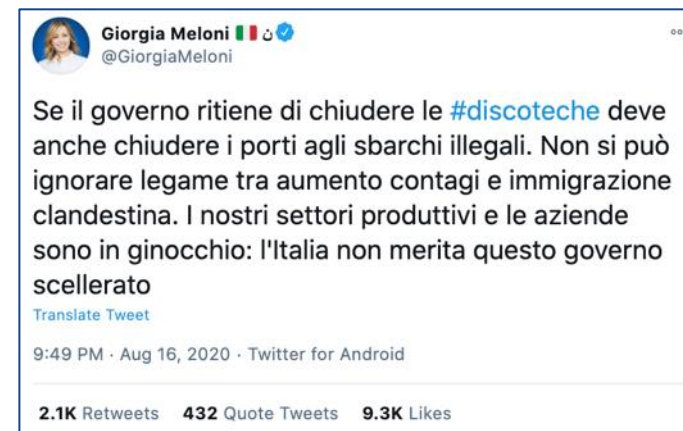 Giorgia Meloni 🇮🇹 ن
@GiorgiaMeloni
Se il governo ritiene di chiudere le #discoteche deve
anche chiudere i porti agli sbarchi illegali. Non si può
ignorare legame tra aumento contagi e immigrazione
clandestina. I nostri settori produttivi e le aziende
sono in ginocchio: l'Italia non merita questo governo
scellerato
Translate Tweet
9:49 PM · Aug 16, 2020 · Twitter for Android
2.1K Retweets 432 Quote Tweets 9.3K Likes